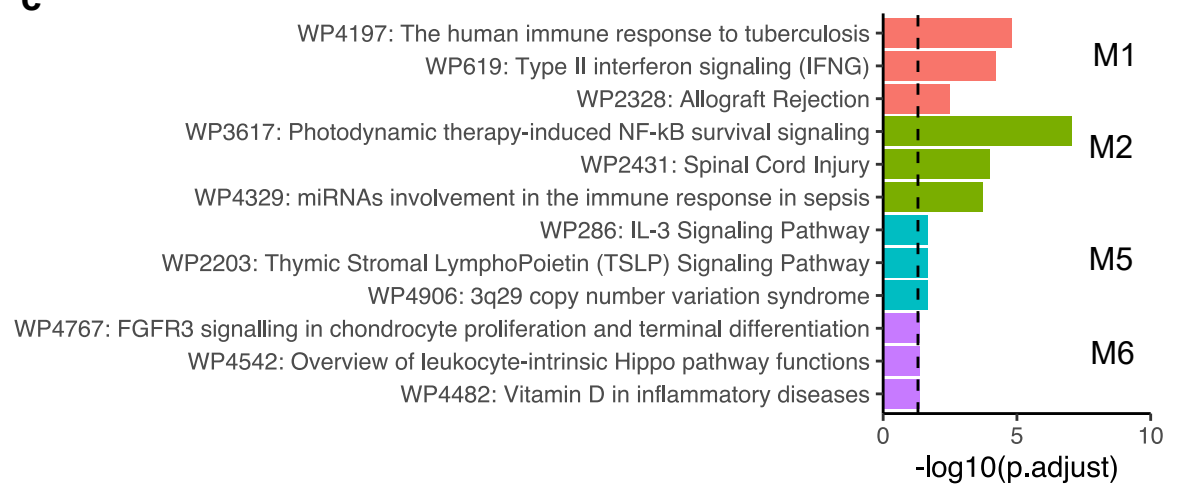 c
WP4197: The human immune response to tuberculosis
WP619: Type II interferon signaling (IFNG)
M1
WP2328: Allograft Rejection
WP3617: Photodynamic therapy-induced NF-kB survival signaling
M2
WP2431: Spinal Cord Injury
WP4329: miRNAs involvement in the immune response in sepsis
WP286: IL-3 Signaling Pathway
WP2203: Thymic Stromal LymphoPoietin (TSLP) Signaling Pathway
M5
WP4906: 3q29 copy number variation syndrome
WP4767: FGFR3 signalling in chondrocyte proliferation and terminal differentiation
WP4542: Overview of leukocyte-intrinsic Hippo pathway functions
M6
WP4482: Vitamin D in inflammatory diseases
0 5 10
-log10(p.adjust)